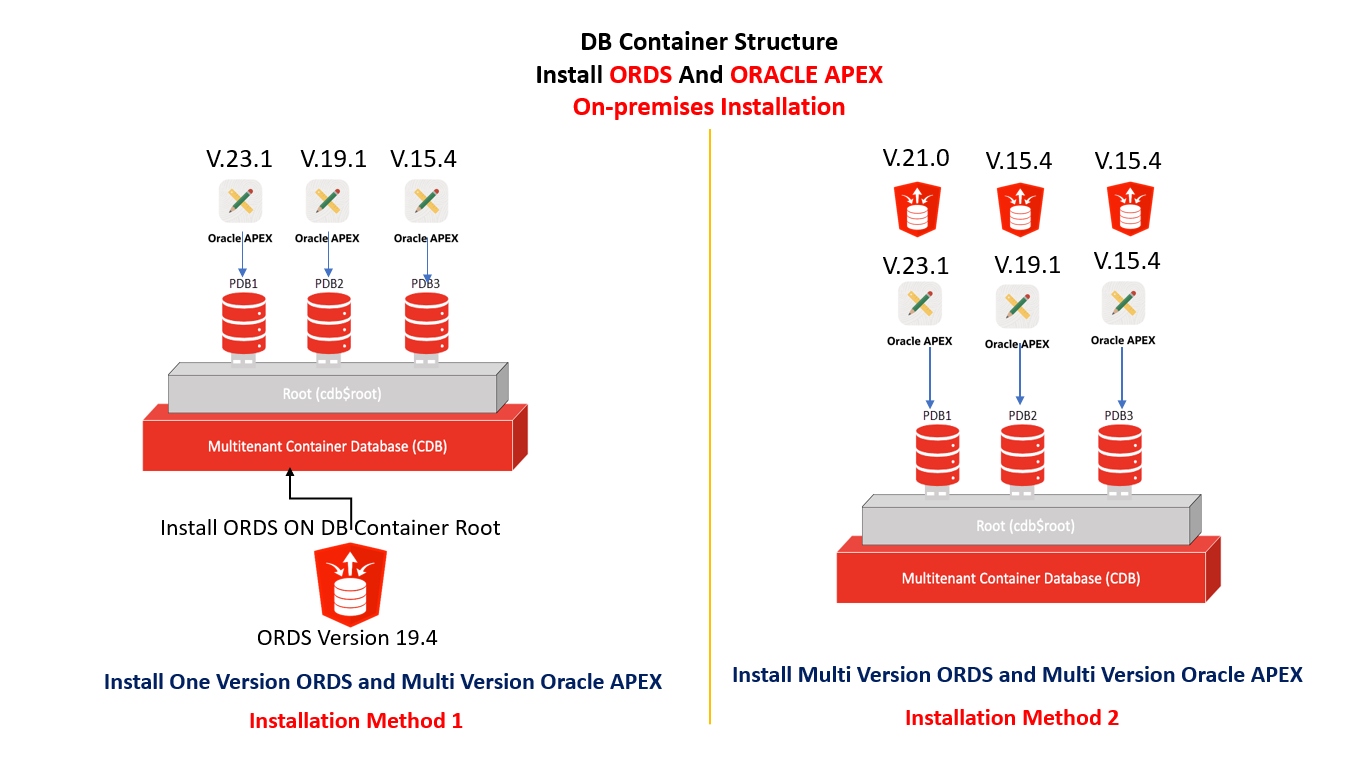 DB Container Structure
Install ORDS And ORACLE APEX
On-premises Installation
V.23.1 V.19.1 V.15.4
Oracle APEX Oracle APEX Oracle APEX
PDB1 PDB2 PDB3
Root (cdb$root)
Multitenant Container Database (CDB)
Install ORDS ON DB Container Root
ORDS Version 19.4
Install One Version ORDS and Multi Version Oracle APEX
Installation Method 1
V.21.0 V.15.4 V.15.4
V.23.1 V.19.1 V.15.4
Oracle APEX Oracle APEX Oracle APEX
PDB1 PDB2 PDB3
Root (cdb$root)
Multitenant Container Database (CDB)
Install Multi Version ORDS and Multi Version Oracle APEX
Installation Method 2